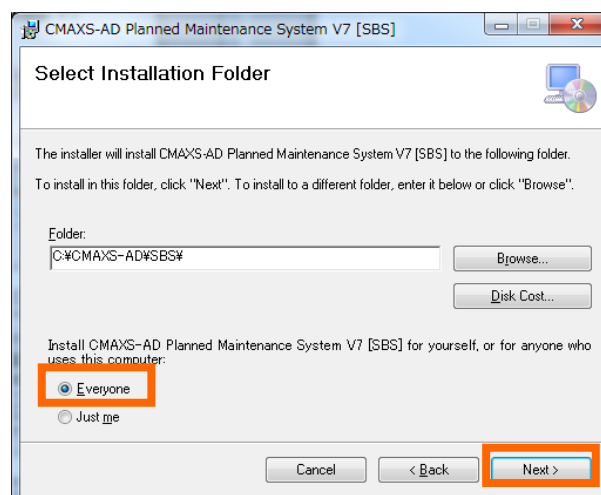 CMAXS-AD Planned Maintenance System V7 [SBS]
Select Installation Folder
The installer will install CMAXS-AD Planned Maintenance System V7 [SBS] to the following folder.
To install in this folder, click "Next". To install to a different folder, enter it below or click "Browse".
Folder:
C:¥CMAXS-AD¥SBS¥
Browse...
Disk Cost...
Install CMAXS-AD Planned Maintenance System V7 [SBS] for yourself, or for anyone who
uses this computer:
Everyone
Just me
Cancel
< Back
Next >